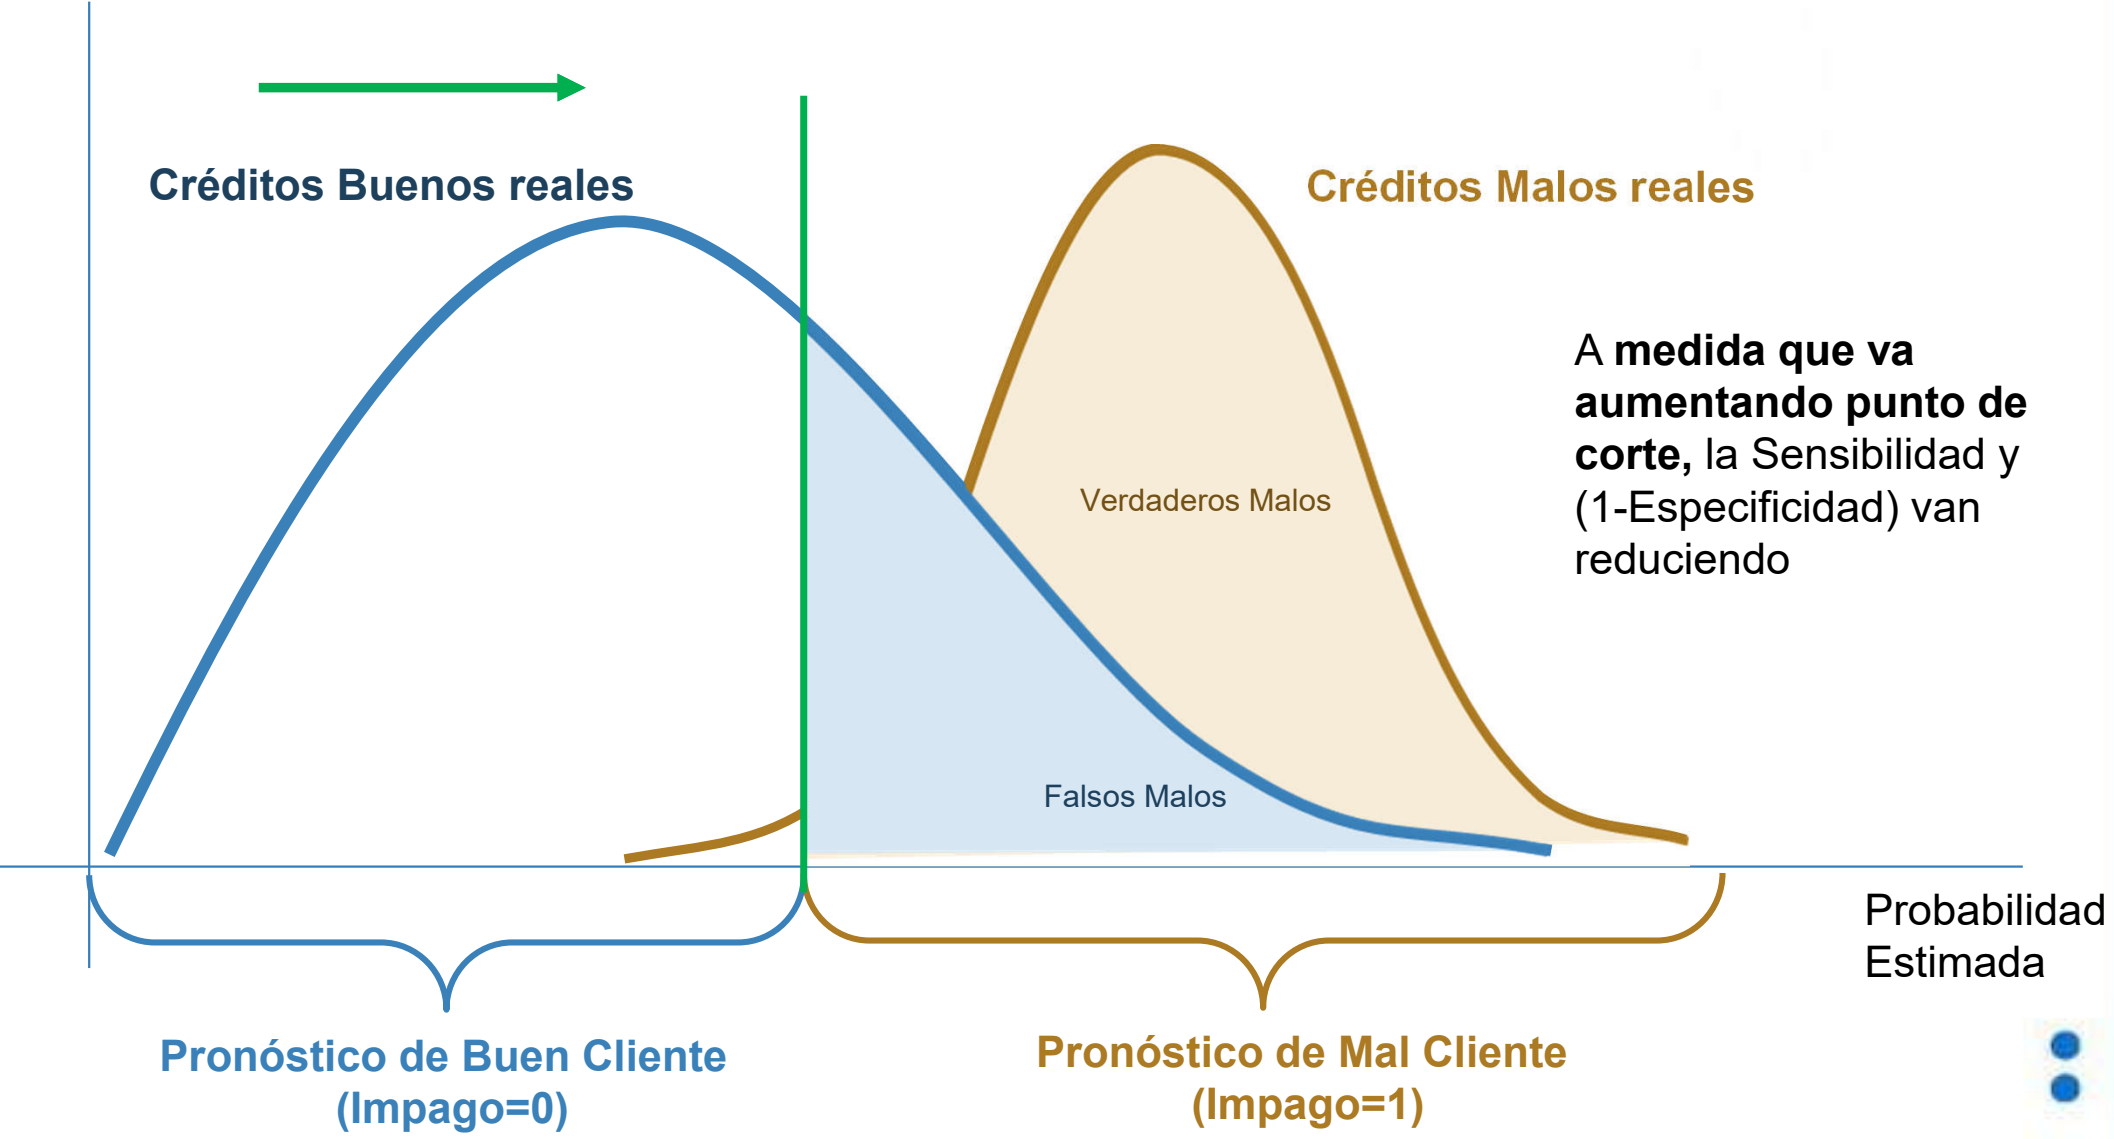 Créditos Buenos reales
Créditos Malos reales
A medida que va
aumentando punto de
corte, la Sensibilidad y
(1-Especificidad) van
reduciendo
Verdaderos Malos
Falsos Malos
Probabilidad
Estimada
Pronóstico de Buen Cliente
(Impago=0)
Pronóstico de Mal Cliente
(Impago=1)